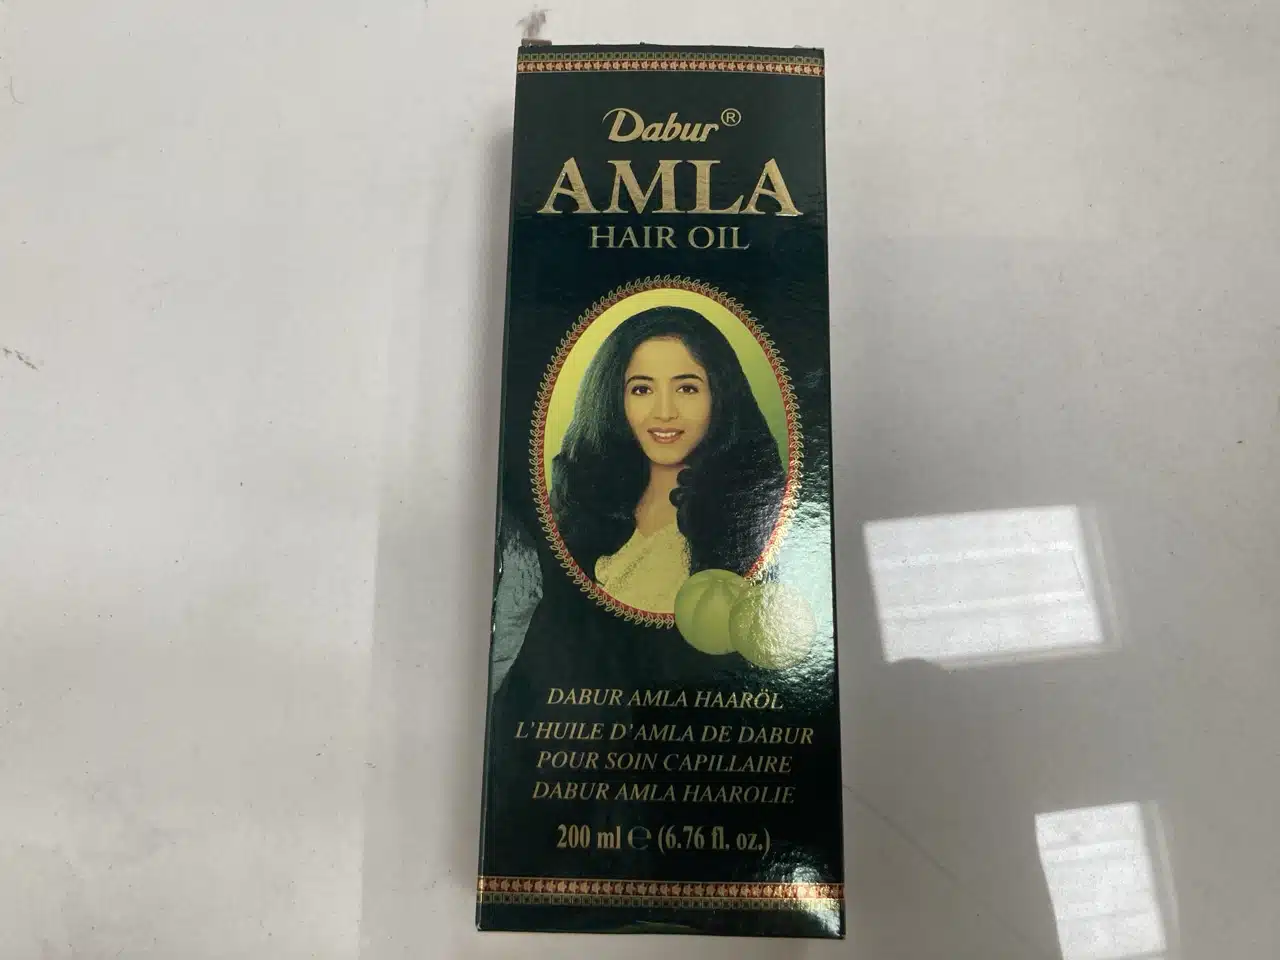 Dabur®
AMLA
HAIR OIL
DABUR AMLA HAARÖL
L'HUILE D'AMLA DE DABUR
POUR SOIN CAPILLAIRE
DABUR AMLA HAAROLIE
200 ml ℮ (6.76 fl. oz.)